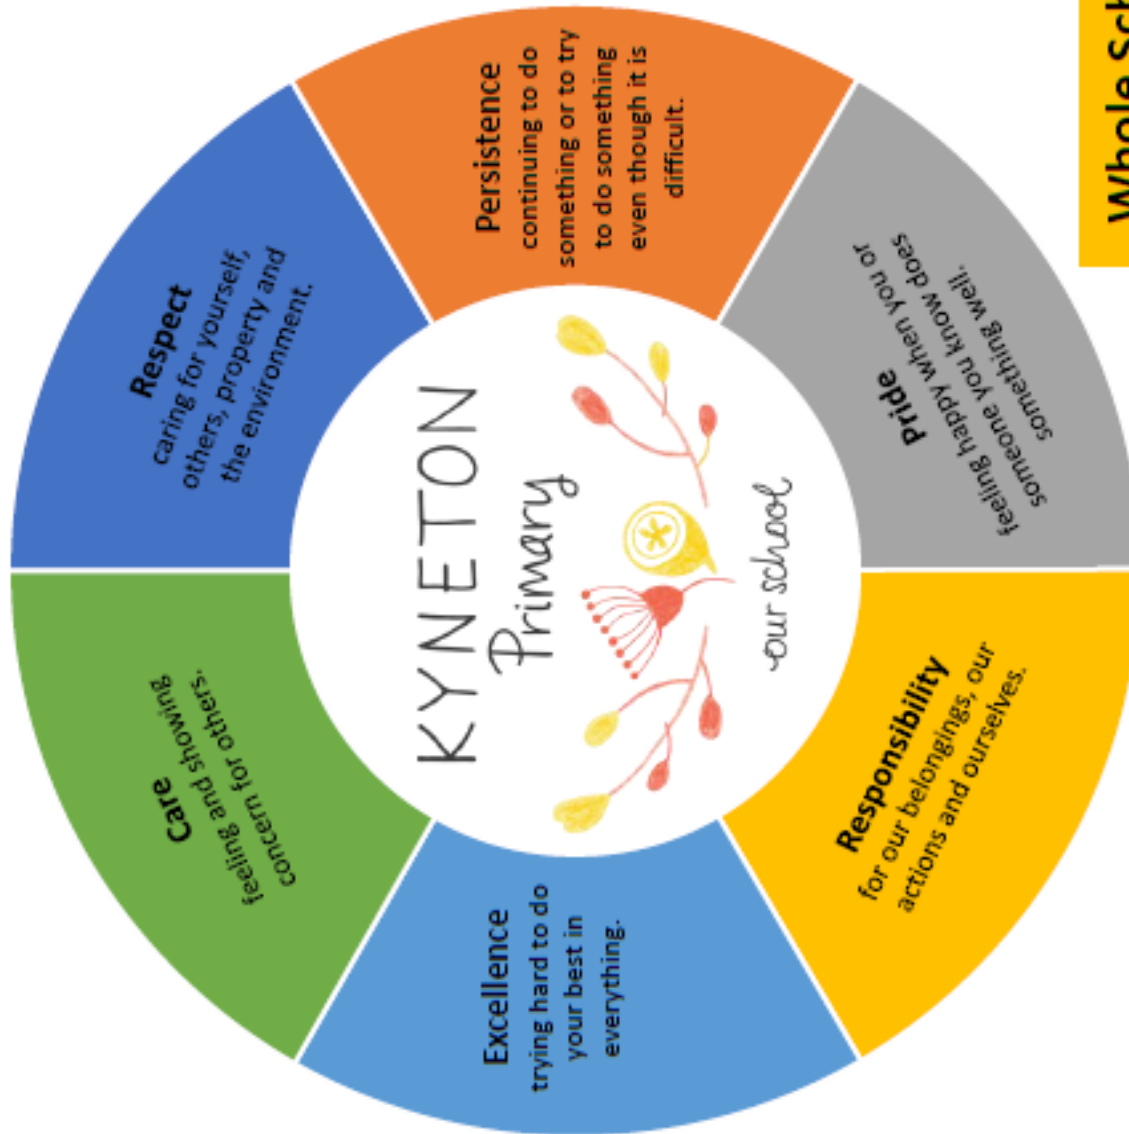 KYNETON
Primary
our school
Care
feeling and showing
concern for others.
Respect
caring for yourself,
others, property and
the environment.
Persistence
continuing to do
something or to try
to do something
even though it is
difficult.
Pride
feeling happy when you or
someone you know does
something well.
Responsibility
for our belongings, our
actions and ourselves.
Excellence
trying hard to do
your best in
everything.
Whole